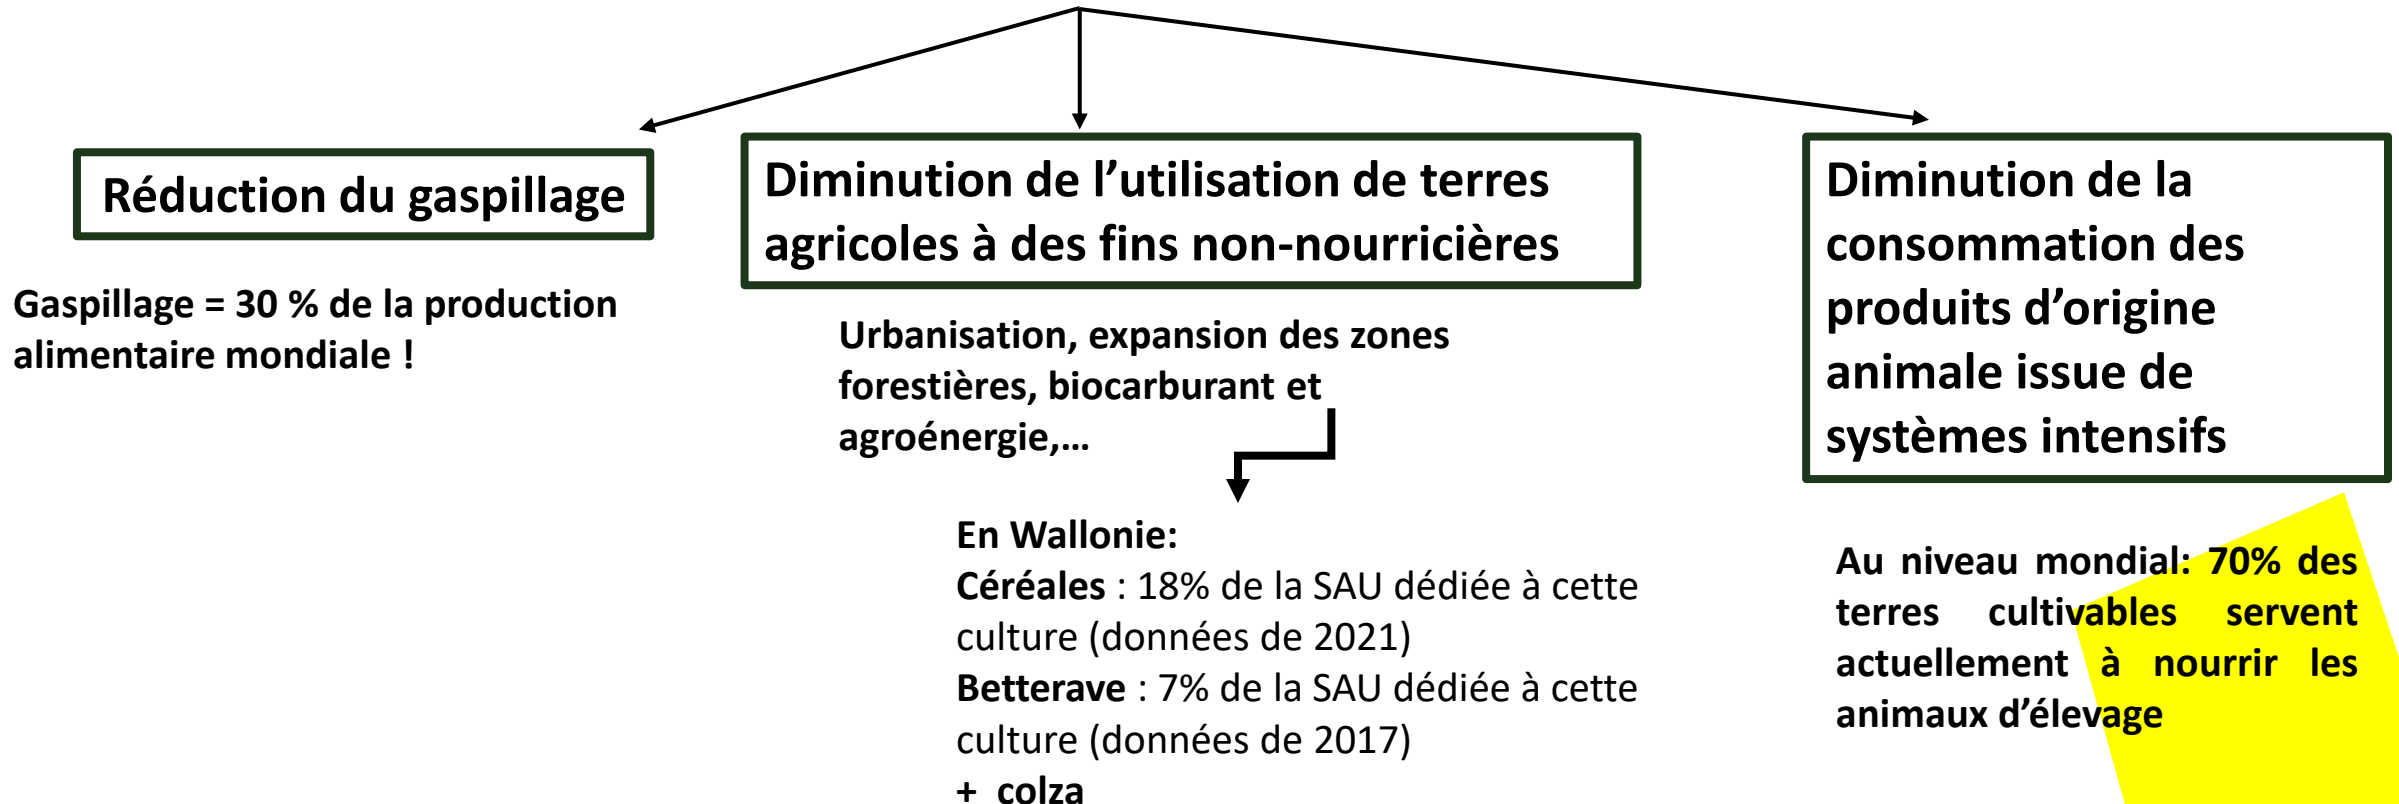 Réduction du gaspillage
Gaspillage = 30 % de la production
alimentaire mondiale !
Diminution de l’utilisation de terres
agricoles à des fins non-nourricières
Urbanisation, expansion des zones
forestières, biocarburant et
agroénergie,...
En Wallonie:
Céréales : 18% de la SAU dédiée à cette
culture (données de 2021)
Betterave : 7% de la SAU dédiée à cette
culture (données de 2017)
+ colza
Diminution de la
consommation des
produits d’origine
animale issue de
systèmes intensifs
Au niveau mondial: 70% des
terres cultivables servent
actuellement à nourrir les
animaux d’élevage